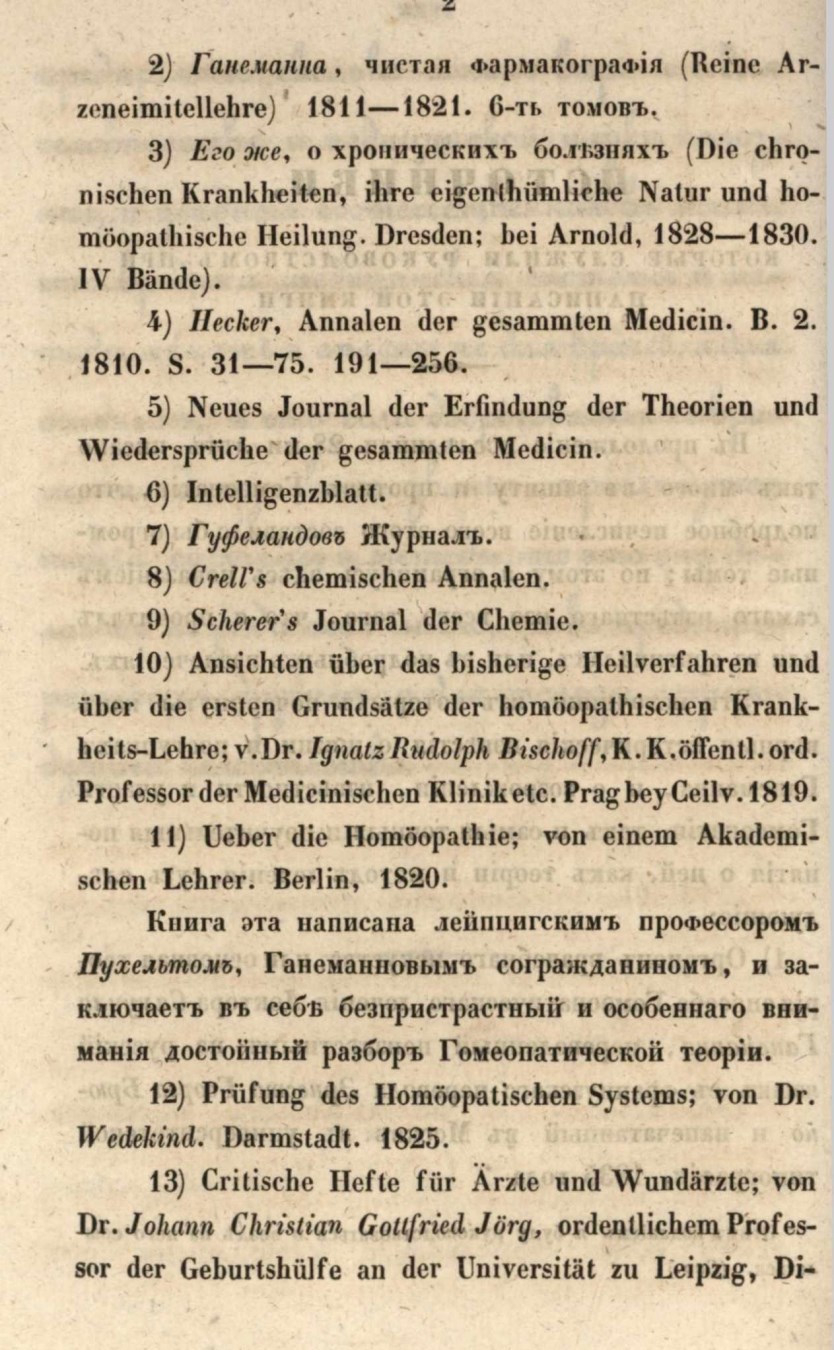 2
2) Ганеманна, чистая фармакографія (Reine Ar-
zeneimitellehre) 1811—1821. 6-ть томовъ.
3) Его же, о хроническихъ болѣзняхъ (Die chro-
nischen Krankheiten, ihre eigenthümliche Natur und ho-
möopathische Heilung. Dresden; bei Arnold, 1828—1830.
IV Bände).
4) Hecker, Annalen der gesammten Medicin. B. 2.
1810. S. 31—75. 191—256.
5) Neues Journal der Erfindung der Theorien und
Wiedersprüche der gesammten Medicin.
6) Intelligenzblatt.
7) Гуфеландовъ Журналъ.
8) Crell's chemischen Annalen.
9) Scherer's Journal der Chemie.
10) Ansichten über das bisherige Heilverfahren und
über die ersten Grundsätze der homöopathischen Krank-
heits-Lehre; v. Dr. Ignatz Rudolph Bischoff, K. K. öffentl. ord.
Professor der Medicinischen Klinik etc. Prag bey Ceilv. 1819.
11) Ueber die Homöopathie; von einem Akademi-
schen Lehrer. Berlin, 1820.
Книга эта написана лейпцигскимъ профессоромъ
Пухельтомъ, Ганеманновымъ согражданиномъ, и за-
ключаетъ въ себѣ безпристрастный и особеннаго вни-
манія достойный разборъ Гомеопатической теоріи.
12) Prüfung des Homöopatischen Systems; von Dr.
Wedekind. Darmstadt. 1825.
13) Critische Hefte für Ärzte und Wundärzte; von
Dr. Johann Christian Gottfried Jörg, ordentlichem Profes-
sor der Geburtshülfe an der Universität zu Leipzig, Di-